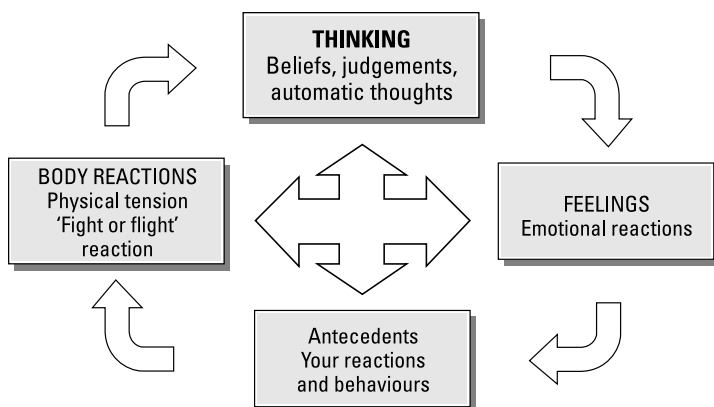 THINKING
Beliefs, judgements,
automatic thoughts
BODY REACTIONS
Physical tension
‘Fight or flight’
reaction
FEELINGS
Emotional reactions
Antecedents
Your reactions
and behaviours